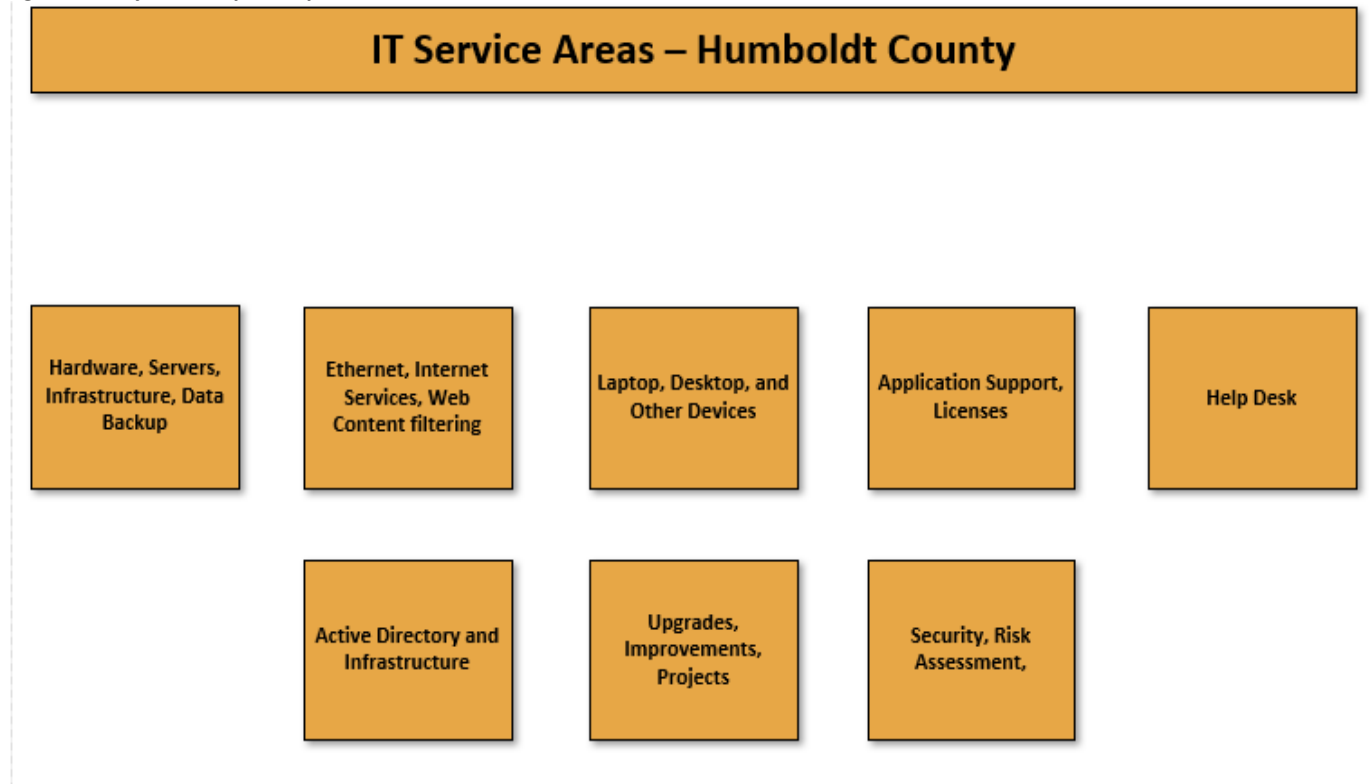 IT Service Areas – Humboldt County
Hardware, Servers,
Infrastructure, Data
Backup
Ethernet, Internet
Services, Web
Content filtering
Laptop, Desktop, and
Other Devices
Application Support,
Licenses
Help Desk
Active Directory and
Infrastructure
Upgrades,
Improvements,
Projects
Security, Risk
Assessment,